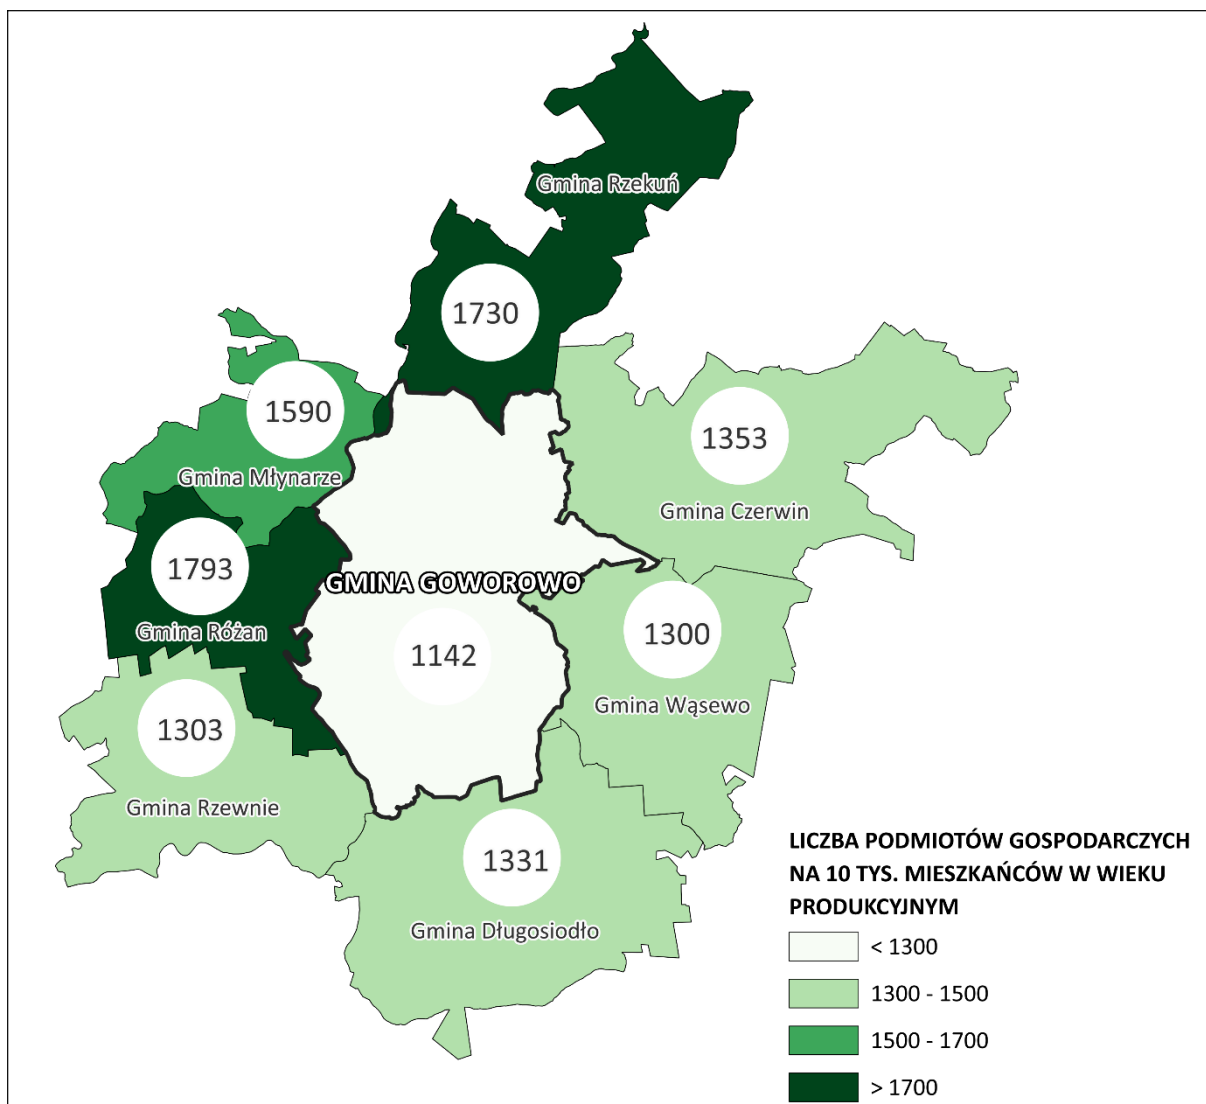 Gmina Rzekuń
1730
1590
Gmina Młynarze
1353
Gmina Czerwin
1793
Gmina Różan
GMINA GOWOROWO
1142
1300
Gmina Wąsewo
1303
Gmina Rzewnie
1331
Gmina Długosiodło
LICZBA PODMIOTÓW GOSPODARCZYCH
NA 10 TYS. MIESZKAŃCÓW W WIEKU
PRODUKCYJNYM
< 1300
1300 - 1500
1500 - 1700
> 1700